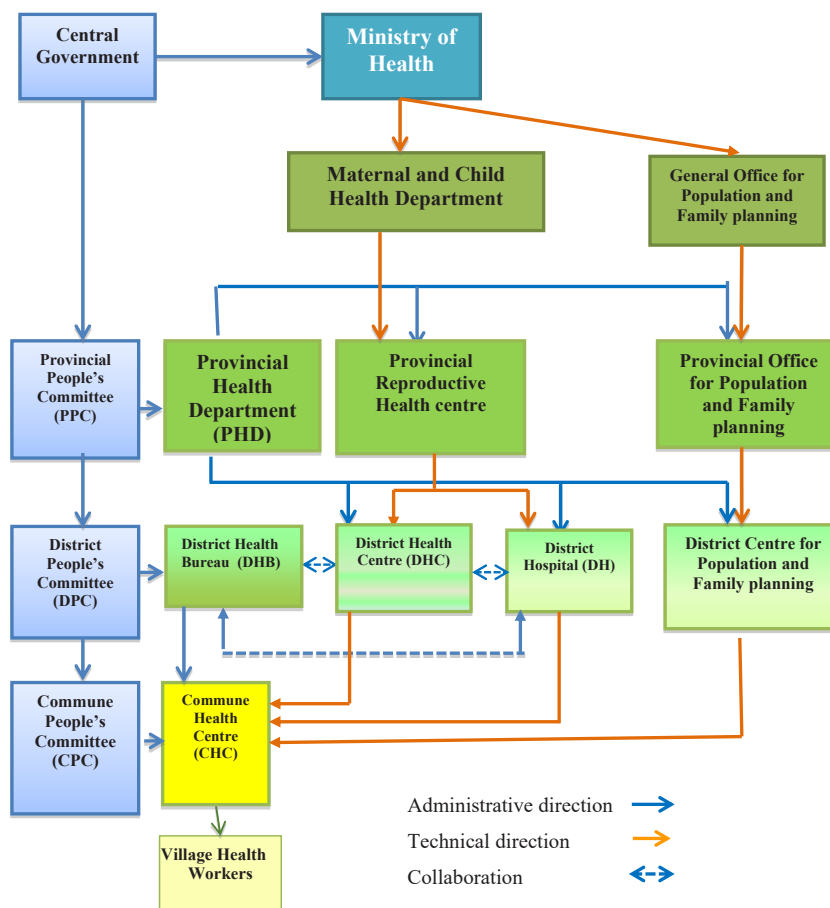 Central
Government
Ministry of
Health
Maternal and Child
Health Department
General Office for
Population and
Family planning
Provincial
People's
Committee
(PPC)
Provincial
Health
Department
(PHD)
Provincial
Reproductive
Health centre
Provincial Office
for Population
and Family
planning
District
People's
Committee
(DPC)
District Health
Bureau (DHB)
District Health
Centre (DHC)
District
Hospital (DH)
District Centre for
Population and
Family planning
Commune
People's
Committee
(CPC)
Commune
Health
Centre
(CHC)
Village Health
Workers
Administrative direction
Technical direction
Collaboration